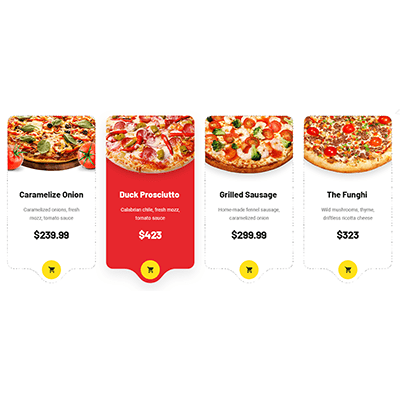 Caramelize Onion
Caramelized onions, fresh
mozz, tomato sauce
$239.99
Duck Prosciutto
Calabrian chile, fresh mozz,
tomato sauce
$423
Grilled Sausage
Home-made fennel sausage,
caramelized onion
$299.99
The Funghi
Wild mushrooms, thyme,
driftless ricotta cheese
$323